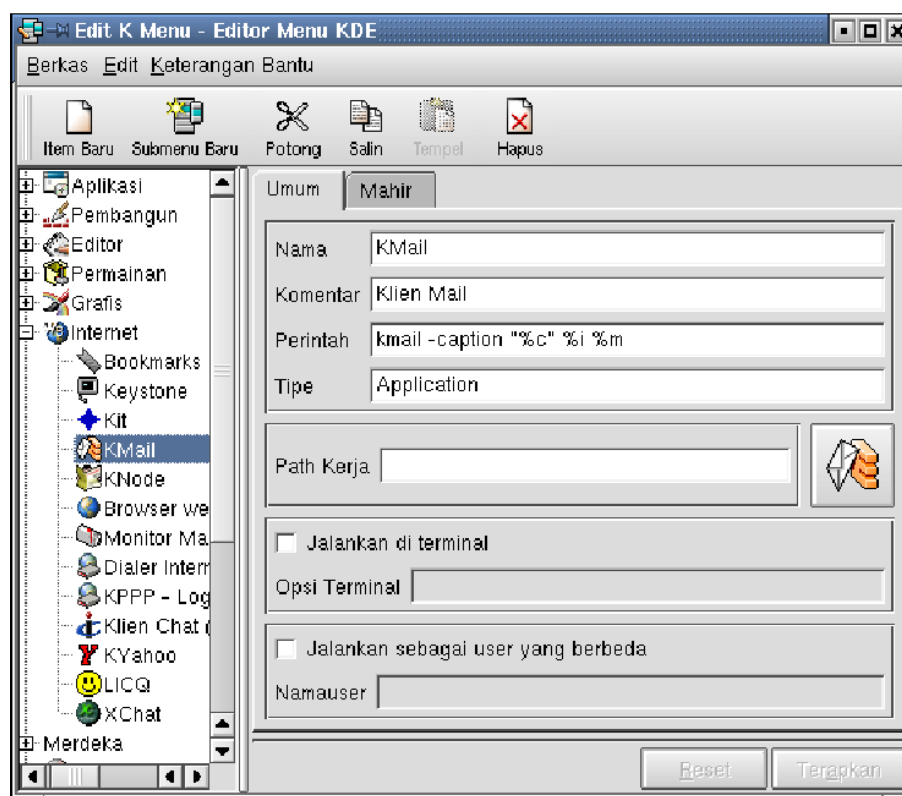 Edit K Menu - Editor Menu KDE
Berkas Edit Keterangan Bantu
Item Baru Submenu Baru Potong Salin Tempel Hapus
Aplikasi
Pembangun
Editor
Permainan
Grafis
Internet
Bookmarks
Keystone
Kit
KMail
KNode
Browser we
Monitor Ma
Dialer Intern
KPPP - Log
Klien Chat (
KYahoo
LICQ
XChat
Merdeka
Umum Mahir
Nama KMail
Komentar Klien Mail
Perintah kmail -caption "%c" %i %m
Tipe Application
Path Kerja
Jalankan di terminal
Opsi Terminal
Jalankan sebagai user yang berbeda
Namauser
Reset Terapkan